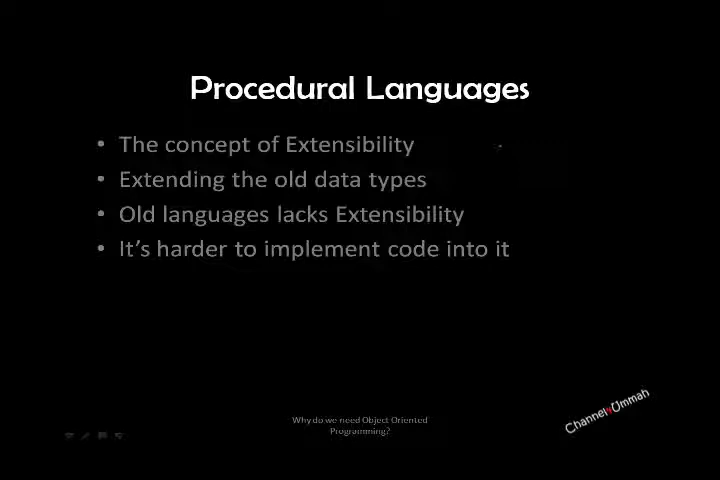 Procedural Languages
• The concept of Extensibility
• Extending the old data types
• Old languages lacks Extensibility
• It's harder to implement code into it
Why do we need Object Oriented
Programming?
Channel Ummah